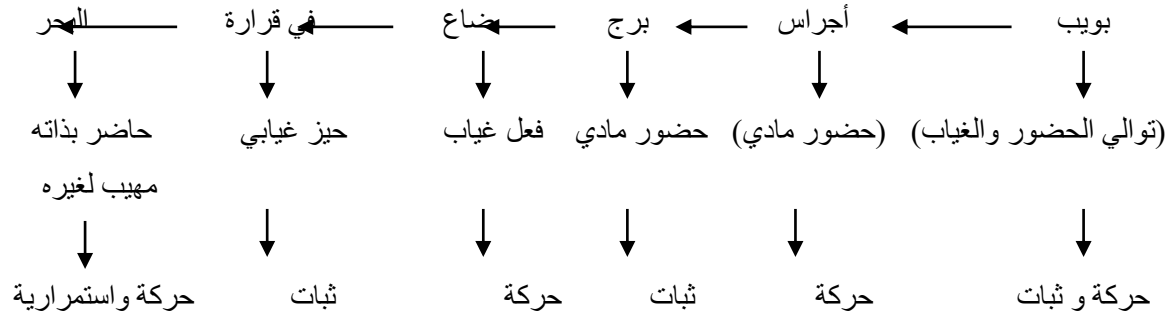 بويب أجراس برج ضاع في قرارة البحر
(توالي الحضور والغياب) (حضور مادي) حضور مادي فعل غياب حيز غيابي حاضر بذاته
مهيب لغيره
حركة و ثبات حركة ثبات حركة ثبات حركة واستمرارية